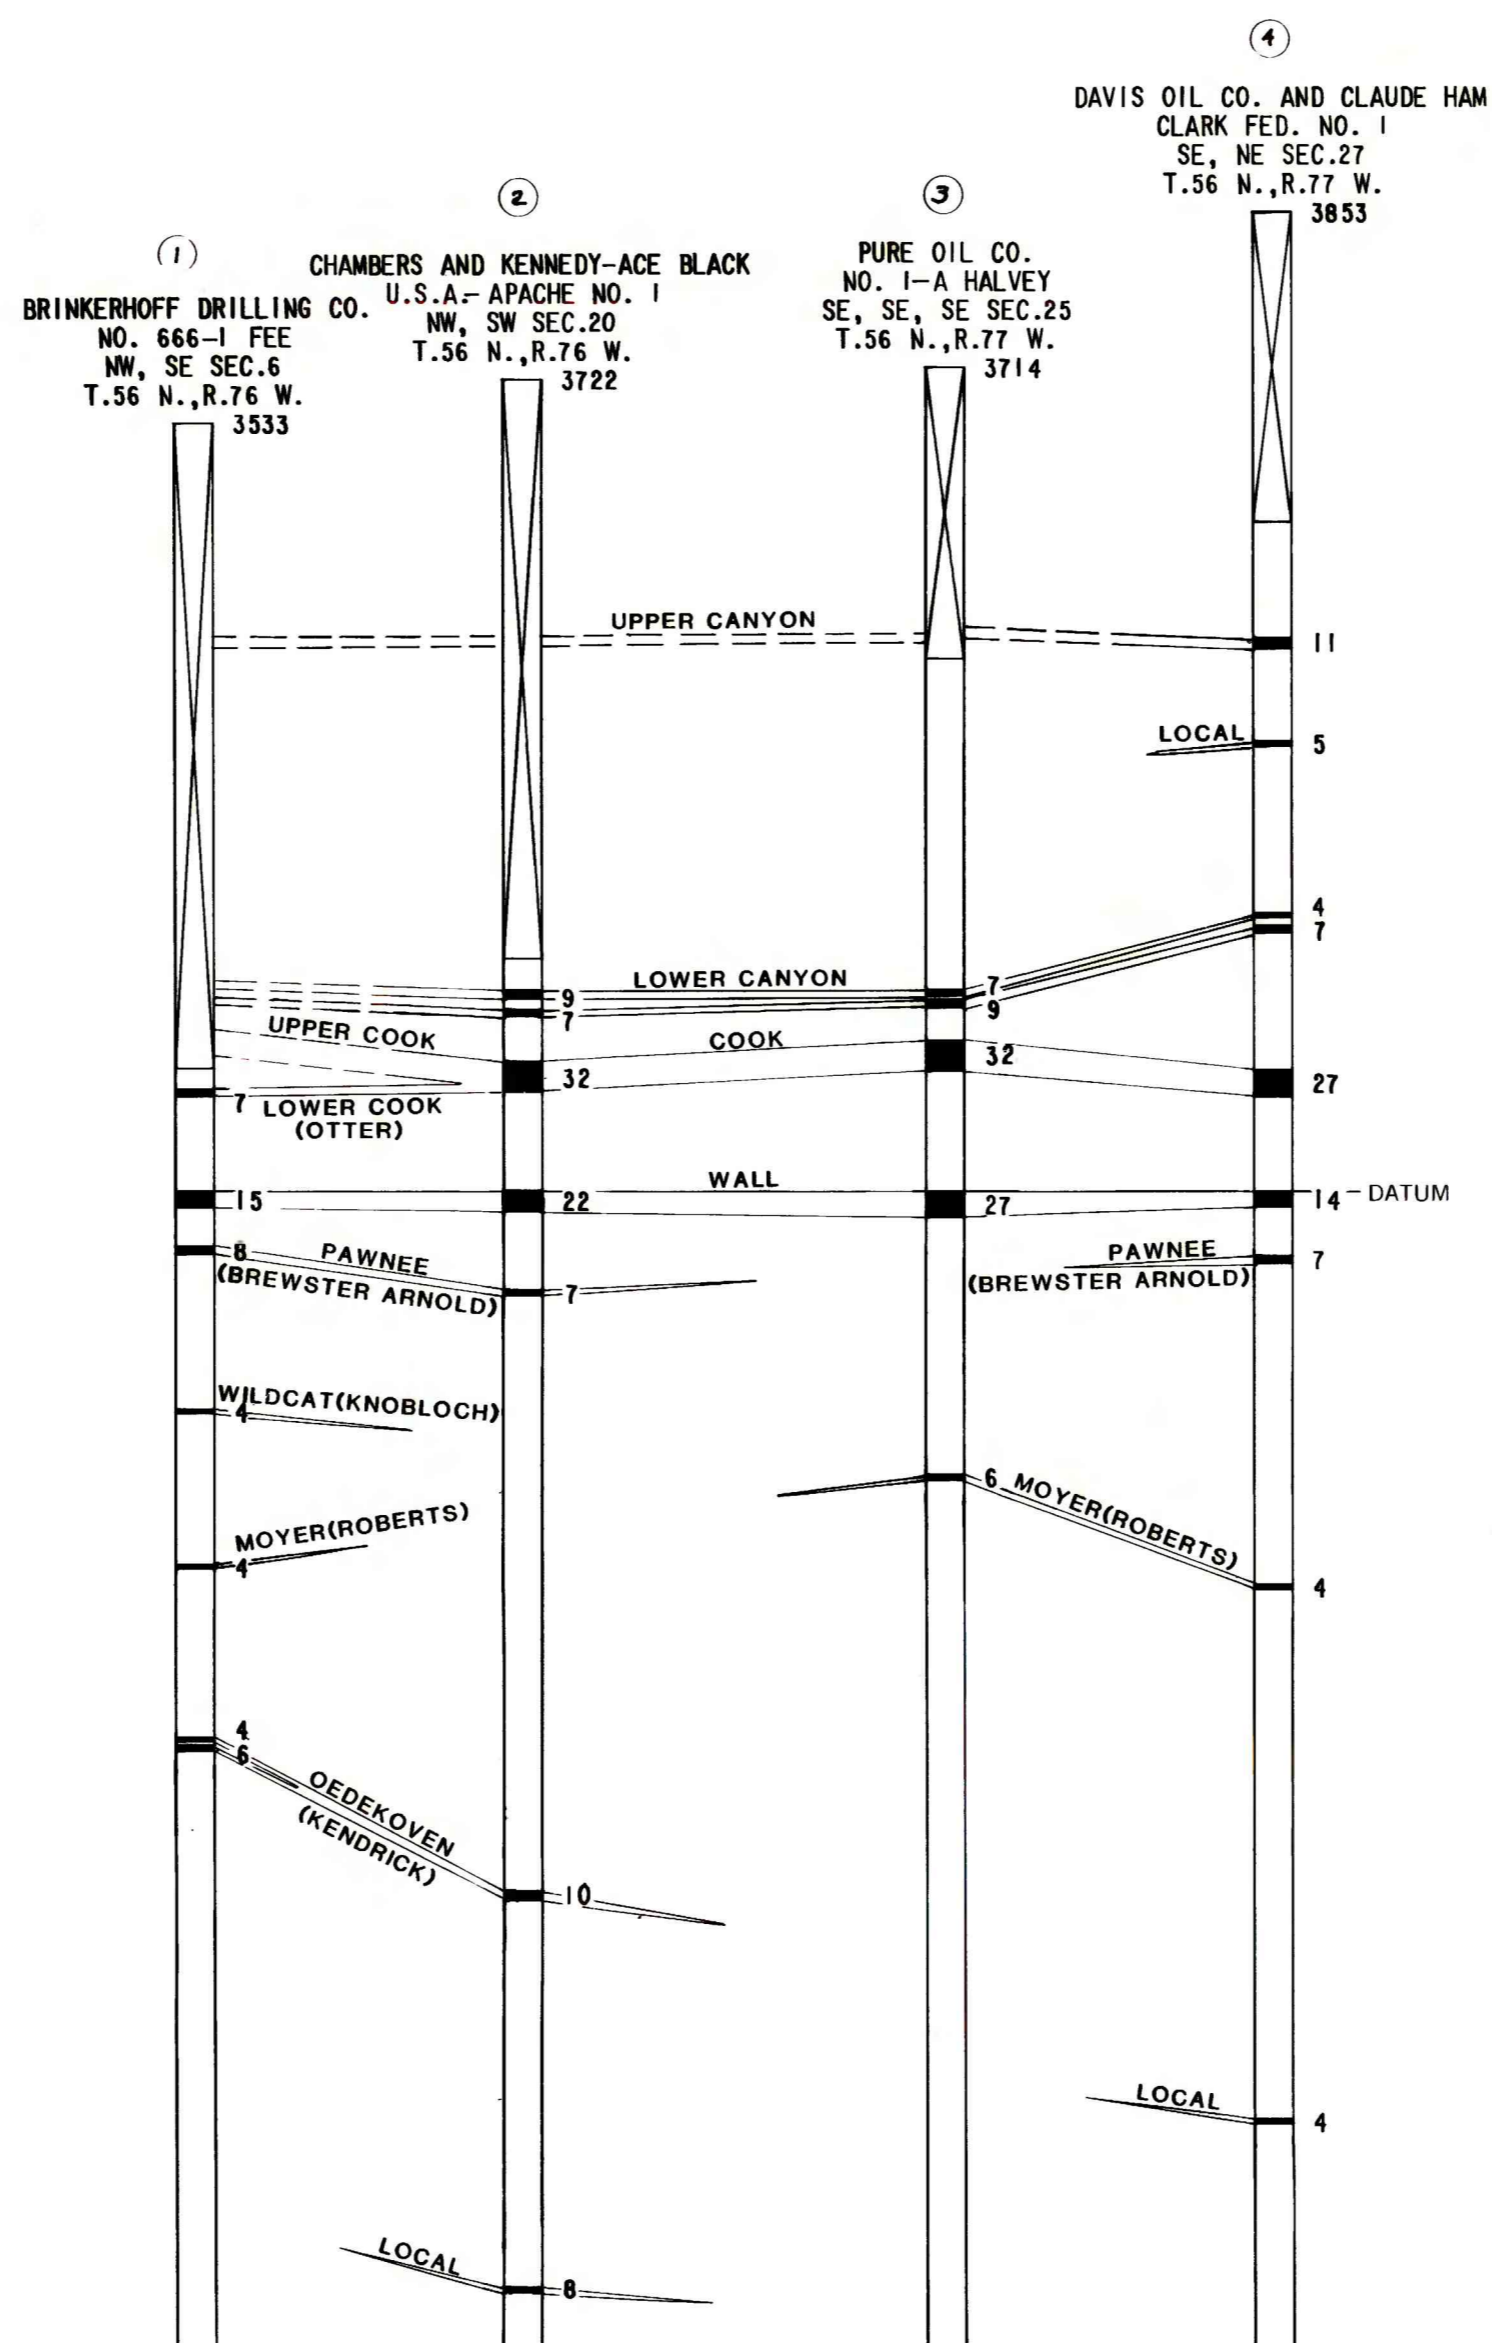 1
BRINKERHOFF DRILLING CO.
NO. 666-1 FEE
NW, SE SEC.6
T.56 N.,R.76 W.
3533
2
CHAMBERS AND KENNEDY-ACE BLACK
U.S.A.- APACHE NO. 1
NW, SW SEC.20
T.56 N.,R.76 W.
3722
3
PURE OIL CO.
NO. 1-A HALVEY
SE, SE, SE SEC.25
T.56 N.,R.77 W.
3714
4
DAVIS OIL CO. AND CLAUDE HAM
CLARK FED. NO. 1
SE, NE SEC.27
T.56 N.,R.77 W.
3853
UPPER CANYON
11
LOCAL
5
4
7
LOWER CANYON
9
7
7
9
UPPER COOK
COOK
32
32
27
7
LOWER COOK
(OTTER)
WALL
15
22
27
14
DATUM
8
PAWNEE
(BREWSTER ARNOLD)
7
PAWNEE
(BREWSTER ARNOLD)
7
WILDCAT(KNOBLOCH)
4
MOYER(ROBERTS)
4
6
MOYER(ROBERTS)
4
4
6
OEDEKOVEN
(KENDRICK)
10
LOCAL
4
LOCAL
8